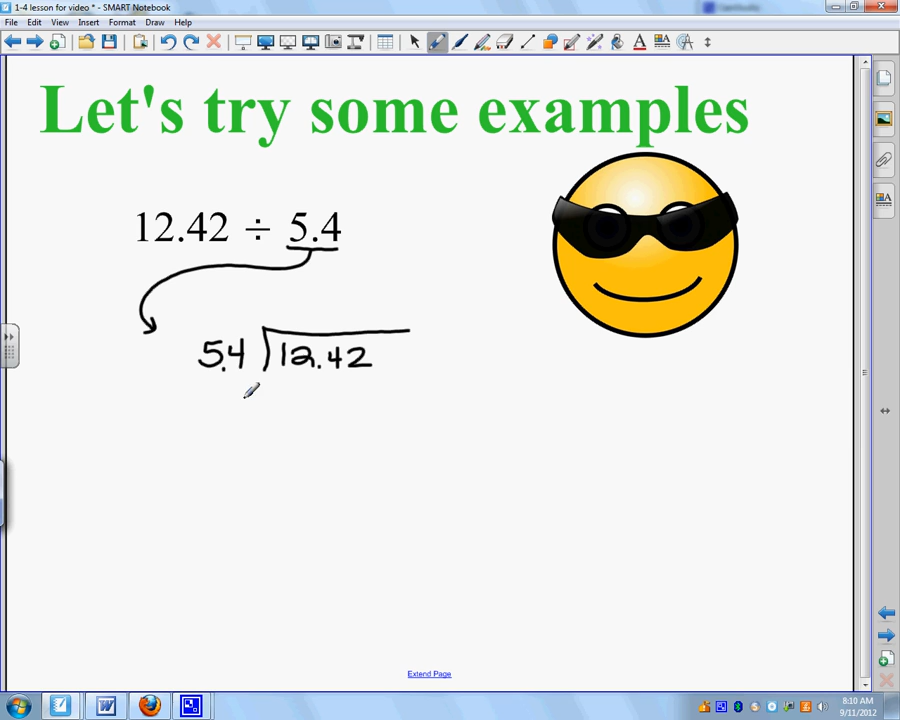 1-4 lesson for video * - SMART Notebook
File Edit View Insert Format Draw Help
Let's try some examples
12.42 ÷ 5.4
5.4 12.42
Extend Page
8:10 AM
9/11/2012